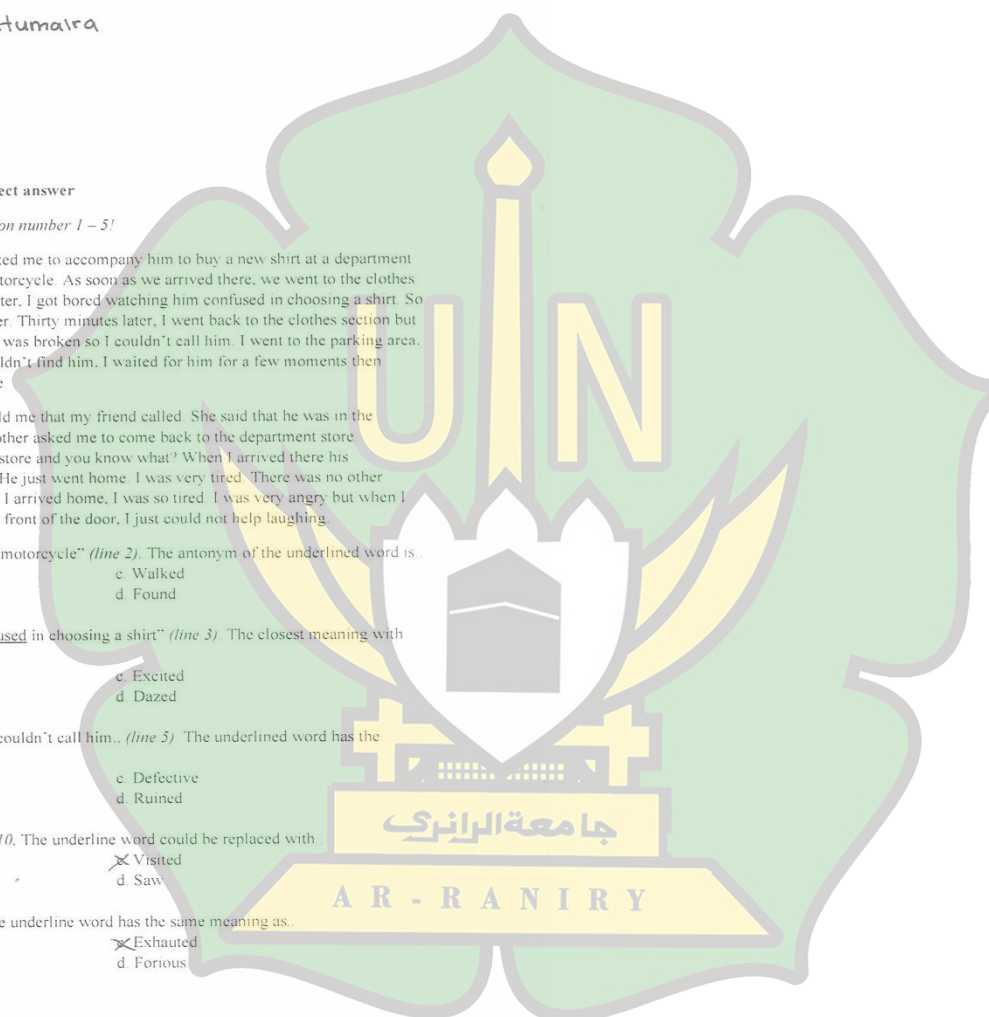 Humaira
ect answer
on number 1 – 5!
ked me to accompany him to buy a new shirt at a department
torcycle. As soon as we arrived there, we went to the clothes
ter, I got bored watching him confused in choosing a shirt. So
er. Thirty minutes later, I went back to the clothes section but
was broken so I couldn't call him. I went to the parking area,
ldn't find him, I waited for him for a few moments then
e.
ld me that my friend called. She said that he was in the
other asked me to come back to the department store.
store and you know what? When I arrived there his
He just went home. I was very tired. There was no other
I arrived home, I was so tired. I was very angry but when I
front of the door, I just could not help laughing.
motorcycle" (line 2). The antonym of the underlined word is..
c. Walked
d. Found
used in choosing a shirt" (line 3). The closest meaning with
c. Excited
d. Dazed
couldn't call him.. (line 5). The underlined word has the
c. Defective
d. Ruined
10. The underline word could be replaced with .
c. Visited
d. Saw
e underline word has the same meaning as..
c. Exhauted
d. Forious
UIN
جامعة الرانري
AR-RANIRY